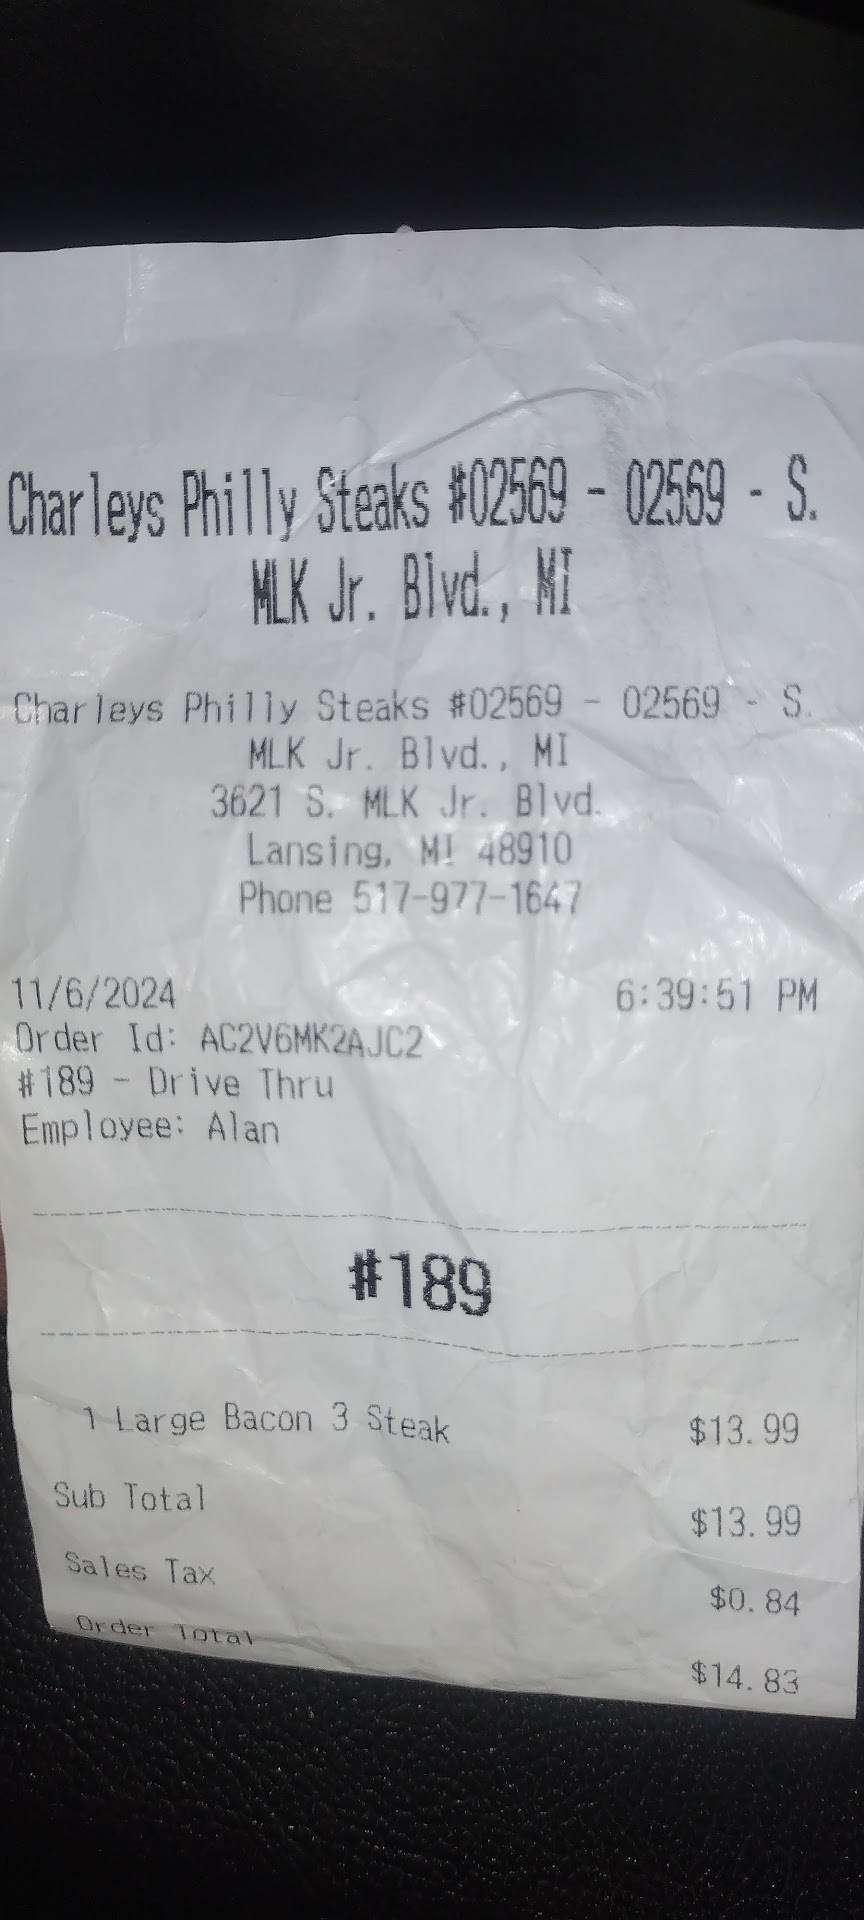 Charleys Philly Steaks #02569 - 02569 - S.
MLK Jr. Blvd., MI
Charleys Philly Steaks #02569 - 02569 - S.
MLK Jr. Blvd., MI
3621 S. MLK Jr. Blvd.
Lansing, MI 48910
Phone 517-977-1647
11/6/2024 6:39:51 PM
Order Id: AC2V6MK2AJC2
#189 - Drive Thru
Employee: Alan
#189
1 Large Bacon 3 Steak $13.99
Sub Total $13.99
Sales Tax $0.84
Order Total $14.83